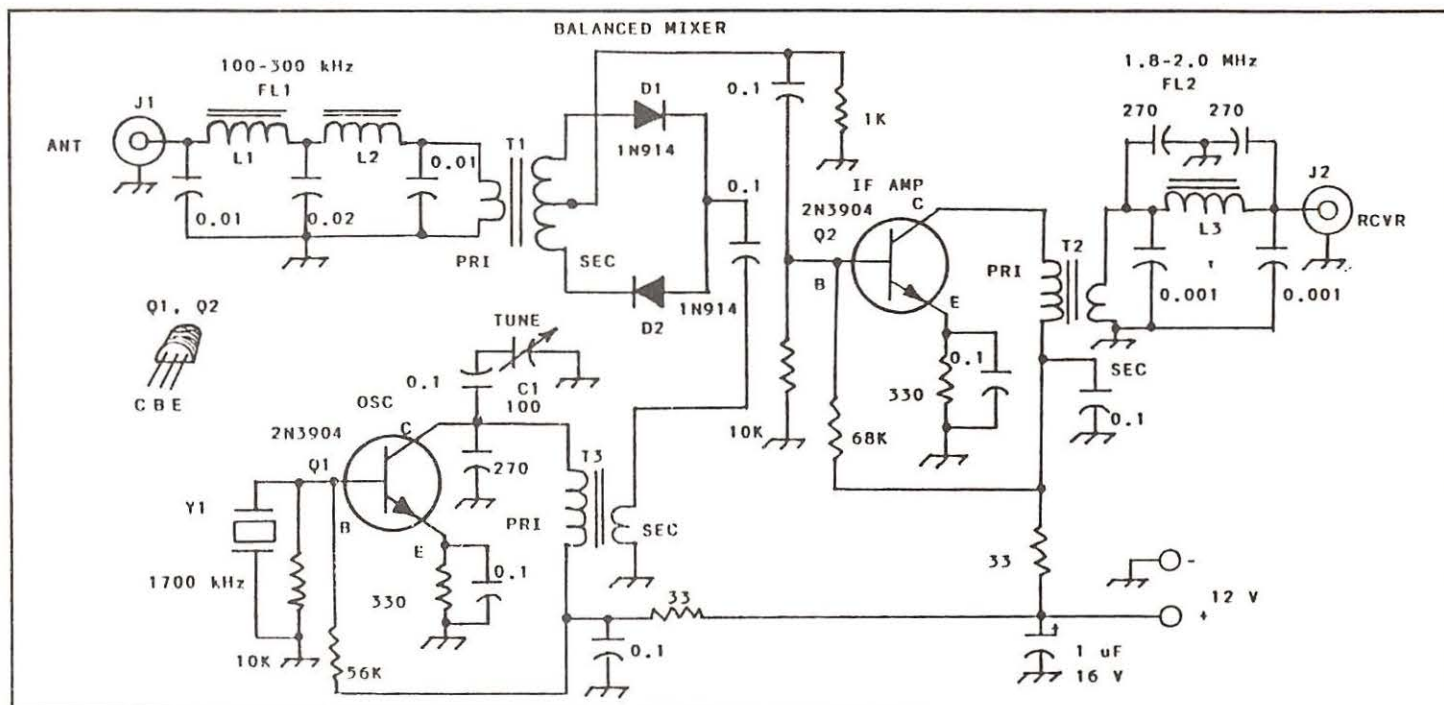 BALANCED MIXER
100-300 kHz
FL1
J1
ANT
L1
L2
0.01
0.01
0.02
T1
PRI
SEC
D1
1N914
D2
1N914
0.1
0.1
1K
IF AMP
2N3904
Q2
C
B
E
PRI
T2
SEC
1.8-2.0 MHz
FL2
270
270
L3
J2
RCVR
0.001
0.001
0.1
330
0.1
10K
68K
Q1, Q2
C B E
TUNE
0.1
C1
100
OSC
2N3904
C
Q1
B
E
270
T3
PRI
SEC
Y1
1700 kHz
10K
56K
330
0.1
33
0.1
33
-
12 V
+
1 uF
16 V